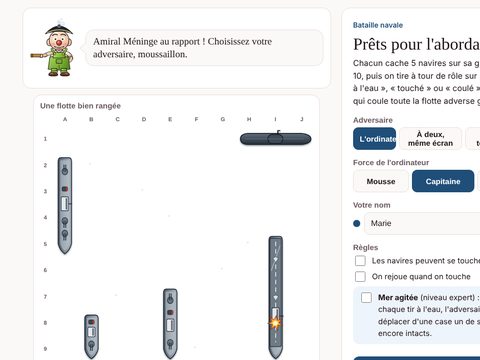 Amiral Méninge au rapport ! Choisissez votre
adversaire, moussaillon.
Une flotte bien rangée
A B C D E F G H I J
1
2
3
4
5
6
7
8
9
Bataille navale
Prêts pour l'aborda
Chacun cache 5 navires sur sa g
10, puis on tire à tour de rôle sur
à l'eau », « touché » ou « coulé »
qui coule toute la flotte adverse g
Adversaire
L'ordinate
À deux,
même écran
Force de l'ordinateur
Mousse
Capitaine
Votre nom
Marie
Règles
Les navires peuvent se touche
On rejoue quand on touche
Mer agitée (niveau expert) :
chaque tir à l'eau, l'adversai
déplacer d'une case un de s
encore intacts.